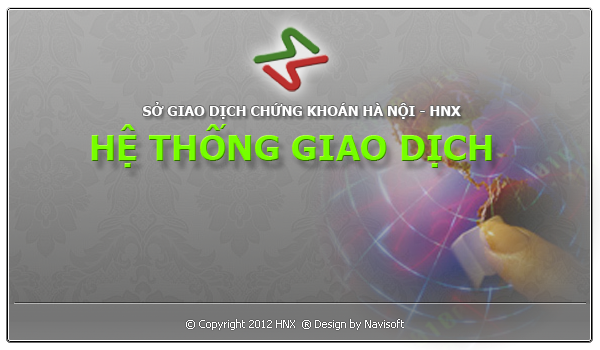 SỞ GIAO DỊCH CHỨNG KHOÁN HÀ NỘI - HNX
HỆ THỐNG GIAO DỊCH
© Copyright 2012 HNX ® Design by Navisoft